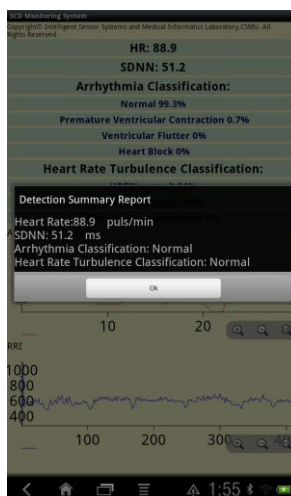 SCD Monitoring System
Copyright© Intelligent Sensor Systems and Medical Informatics Laboratory,CSMU. All
Rights Reserved
HR: 88.9
SDNN: 51.2
Arrhythmia Classification:
Normal 99.3%
Premature Ventricular Contraction 0.7%
Ventricular Flutter 0%
Heart Block 0%
Heart Rate Turbulence Classification:
Detection Summary Report
Heart Rate:88.9 puls/min
SDNN: 51.2 ms
Arrhythmia Classification: Normal
Heart Rate Turbulence Classification: Normal
Ok
10 20
RRI
1000
800
600
400
100 200 300 400
1:55